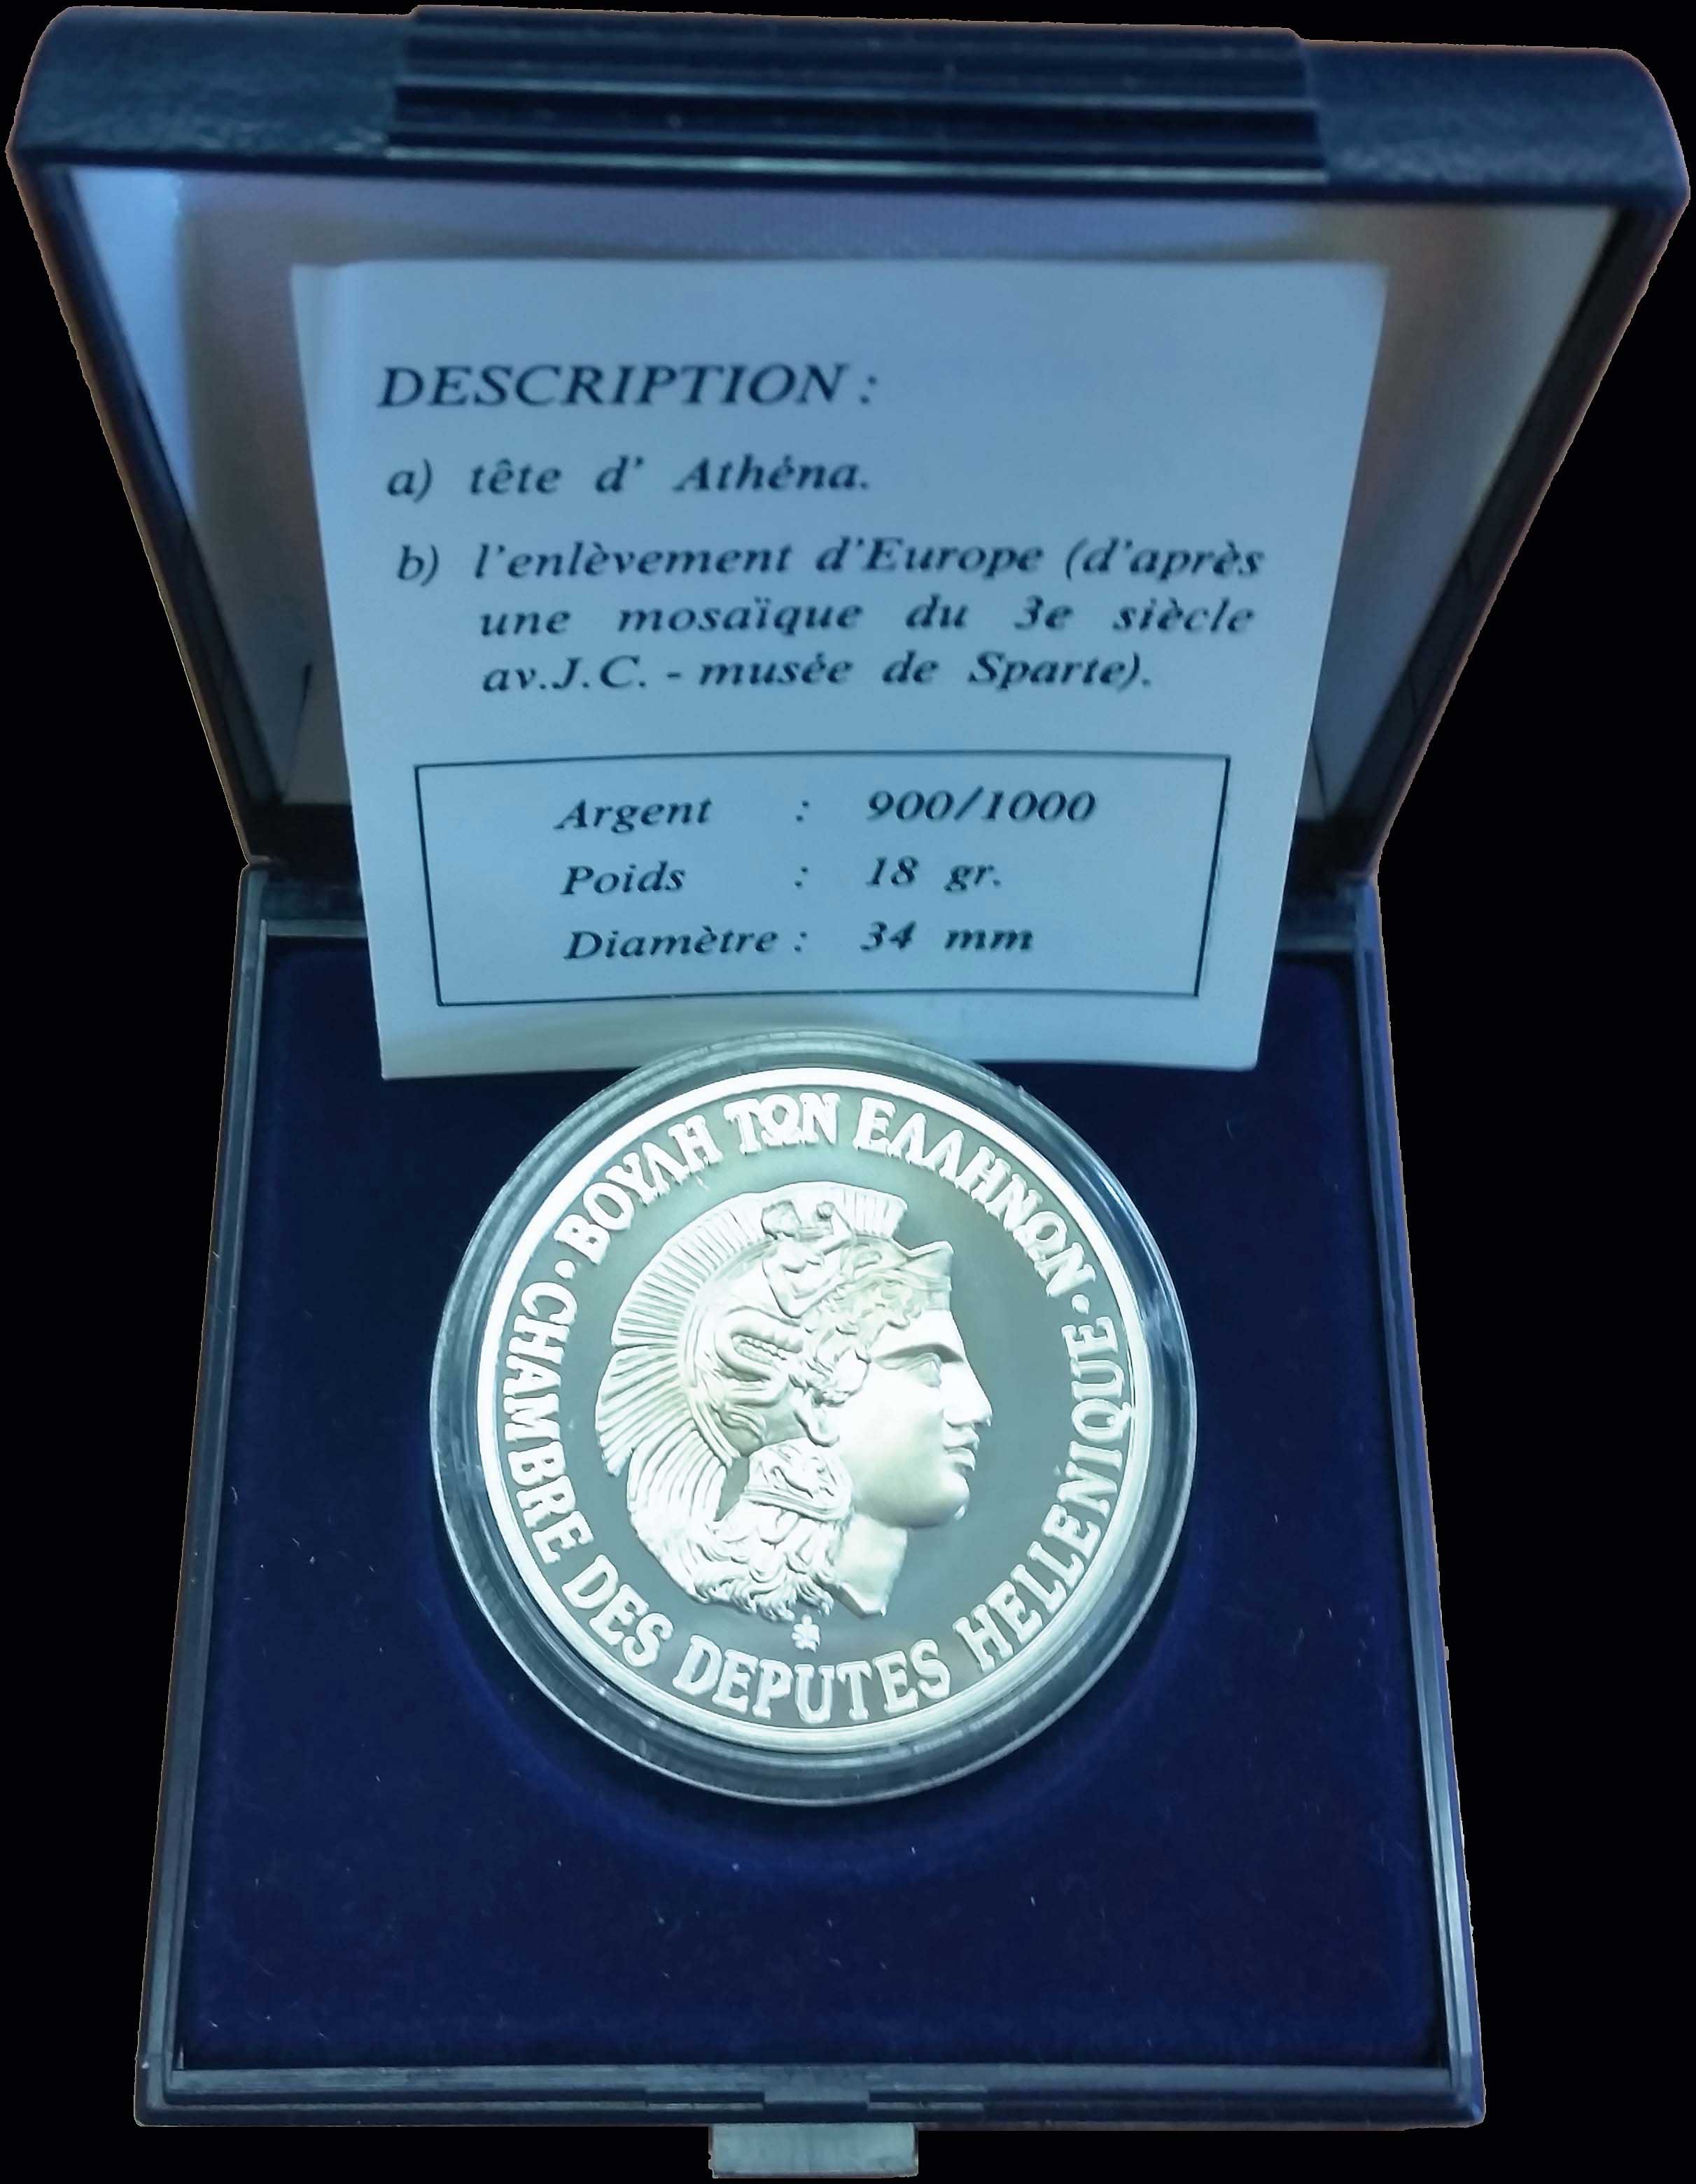 DESCRIPTION :
a) tête d' Athéna.
b) l'enlèvement d'Europe (d'après
une mosaïque du 3e siècle
av.J.C. - musée de Sparte).
Argent : 900/1000
Poids : 18 gr.
Diamètre : 34 mm
· ΒΟΥΛΗ ΤΩΝ ΕΛΛΗΝΩΝ ·
CHAMBRE DES DEPUTES HELLENIQUE